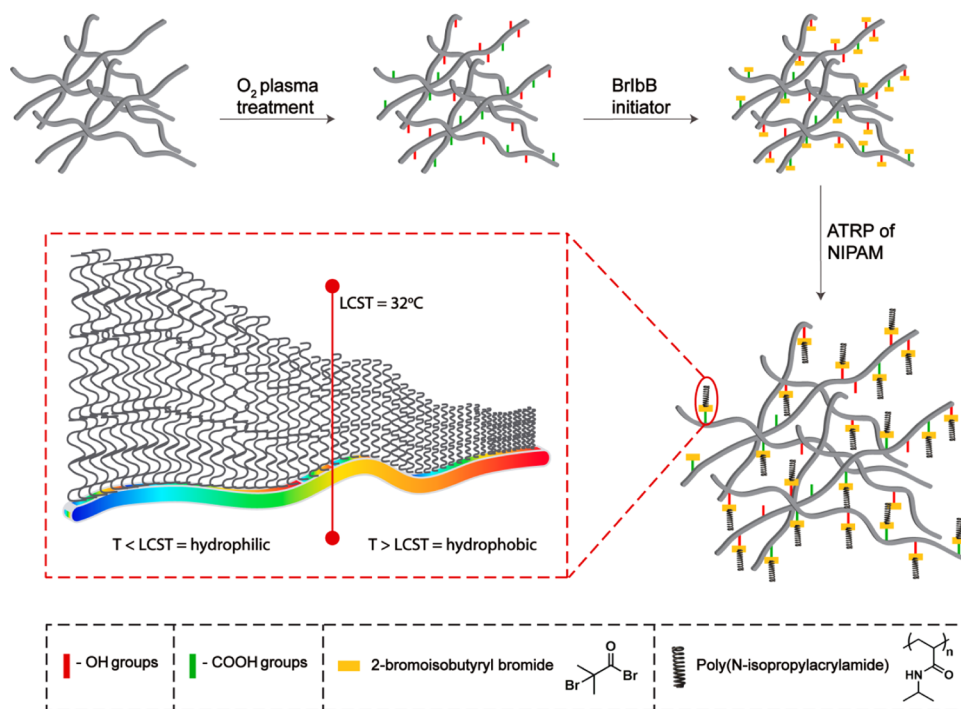 O₂ plasma
treatment
BrIbB
initiator
ATRP of
NIPAM
LCST = 32ºC
T < LCST = hydrophilic
T > LCST = hydrophobic
- OH groups
- COOH groups
2-bromoisobutyryl bromide
O
Br
Br
Poly(N-isopropylacrylamide)
n
O
HN